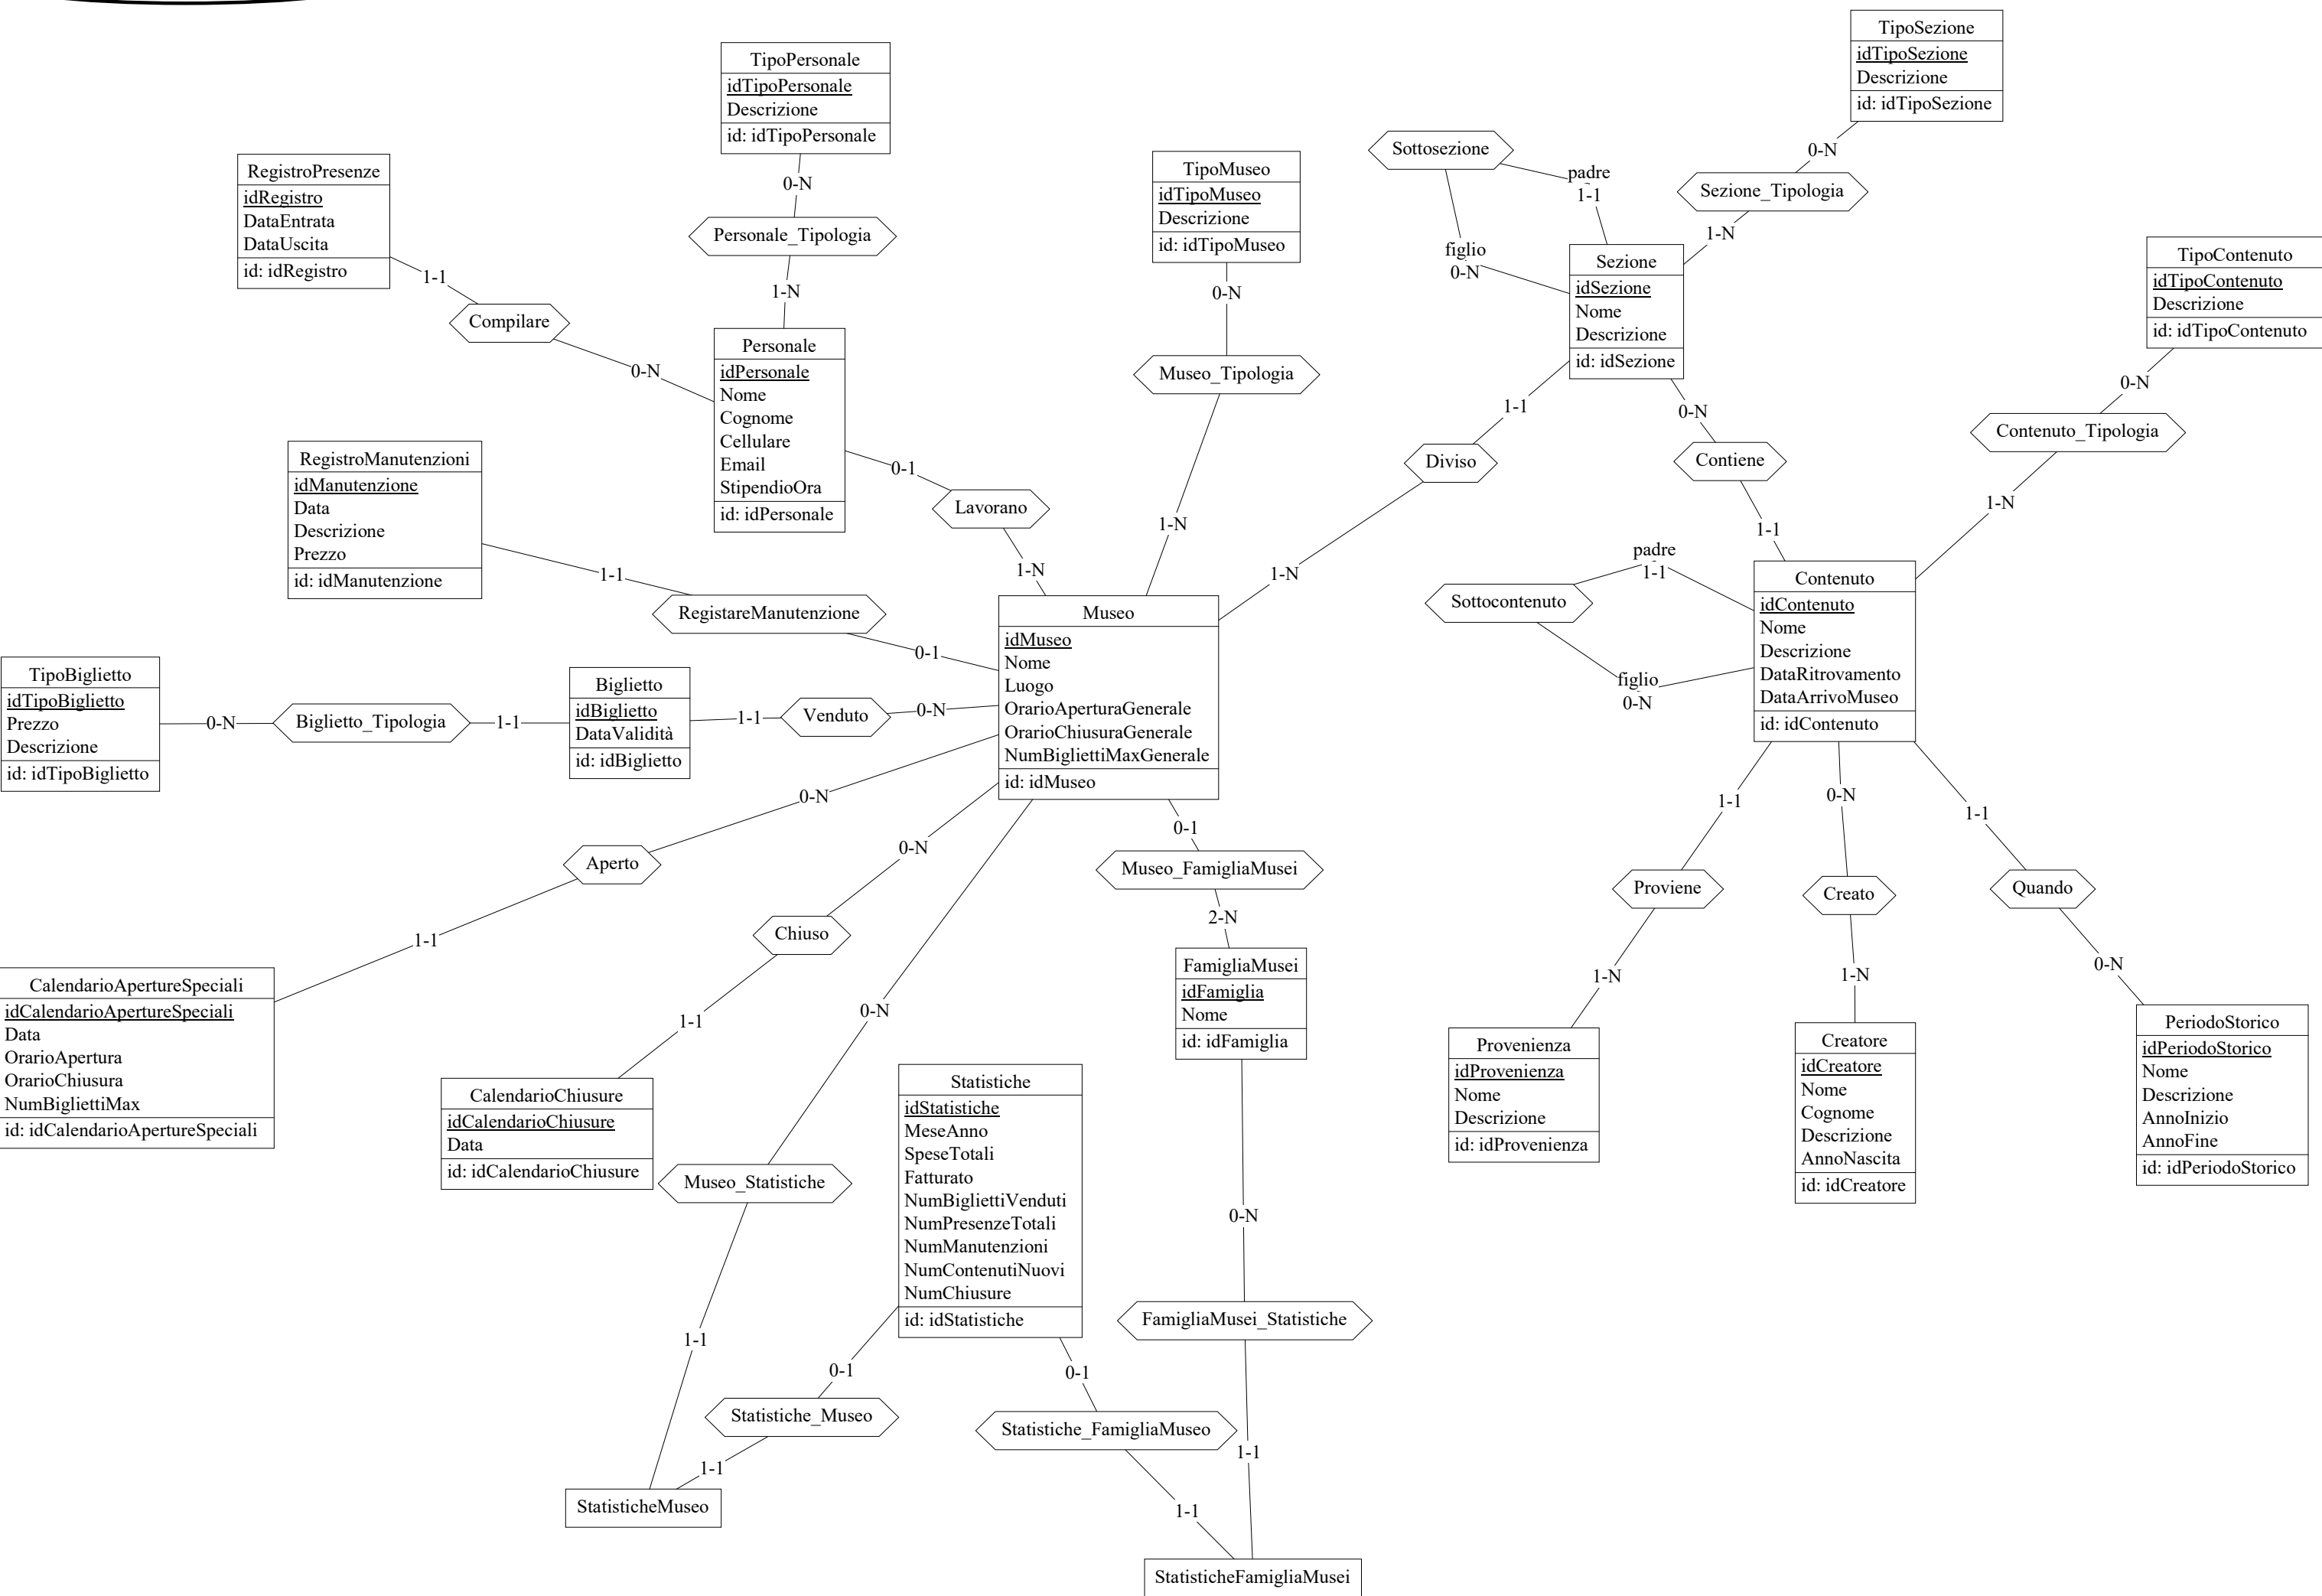 TipoSezione
idTipoSezione
Descrizione
id: idTipoSezione
0-N
Sezione_Tipologia
1-N
TipoPersonale
idTipoPersonale
Descrizione
id: idTipoPersonale
0-N
Personale_Tipologia
1-N
Sottosezione
padre
1-1
figlio
0-N
RegistroPresenze
idRegistro
DataEntrata
DataUscita
id: idRegistro
1-1
Compilare
0-N
TipoMuseo
idTipoMuseo
Descrizione
id: idTipoMuseo
0-N
Museo_Tipologia
1-N
Sezione
idSezione
Nome
Descrizione
id: idSezione
1-1
Diviso
1-N
0-N
Contiene
1-1
TipoContenuto
idTipoContenuto
Descrizione
id: idTipoContenuto
0-N
Contenuto_Tipologia
1-N
Personale
idPersonale
Nome
Cognome
Cellulare
Email
StipendioOra
id: idPersonale
0-1
Lavorano
1-N
RegistroManutenzioni
idManutenzione
Data
Descrizione
Prezzo
id: idManutenzione
1-1
RegistareManutenzione
0-1
Sottocontenuto
padre
1-1
figlio
0-N
Contenuto
idContenuto
Nome
Descrizione
DataRitrovamento
DataArrivoMuseo
id: idContenuto
Museo
idMuseo
Nome
Luogo
OrarioAperturaGenerale
OrarioChiusuraGenerale
NumBigliettiMaxGenerale
id: idMuseo
TipoBiglietto
idTipoBiglietto
Prezzo
Descrizione
id: idTipoBiglietto
0-N
Biglietto_Tipologia
1-1
Biglietto
idBiglietto
DataValidità
id: idBiglietto
1-1
Venduto
0-N
0-N
Aperto
1-1
0-N
Chiuso
1-1
0-N
0-1
Museo_FamigliaMusei
2-N
1-1
Proviene
1-N
0-N
Creato
1-N
1-1
Quando
0-N
CalendarioApertureSpeciali
idCalendarioApertureSpeciali
Data
OrarioApertura
OrarioChiusura
NumBigliettiMax
id: idCalendarioApertureSpeciali
CalendarioChiusure
idCalendarioChiusure
Data
id: idCalendarioChiusure
Museo_Statistiche
1-1
FamigliaMusei
idFamiglia
Nome
id: idFamiglia
0-N
FamigliaMusei_Statistiche
1-1
Statistiche
idStatistiche
MeseAnno
SpeseTotali
Fatturato
NumBigliettiVenduti
NumPresenzeTotali
NumManutenzioni
NumContenutiNuovi
NumChiusure
id: idStatistiche
0-1
Statistiche_Museo
1-1
0-1
Statistiche_FamigliaMuseo
1-1
Provenienza
idProvenienza
Nome
Descrizione
id: idProvenienza
Creatore
idCreatore
Nome
Cognome
Descrizione
AnnoNascita
id: idCreatore
PeriodoStorico
idPeriodoStorico
Nome
Descrizione
AnnoInizio
AnnoFine
id: idPeriodoStorico
StatisticheMuseo
StatisticheFamigliaMusei